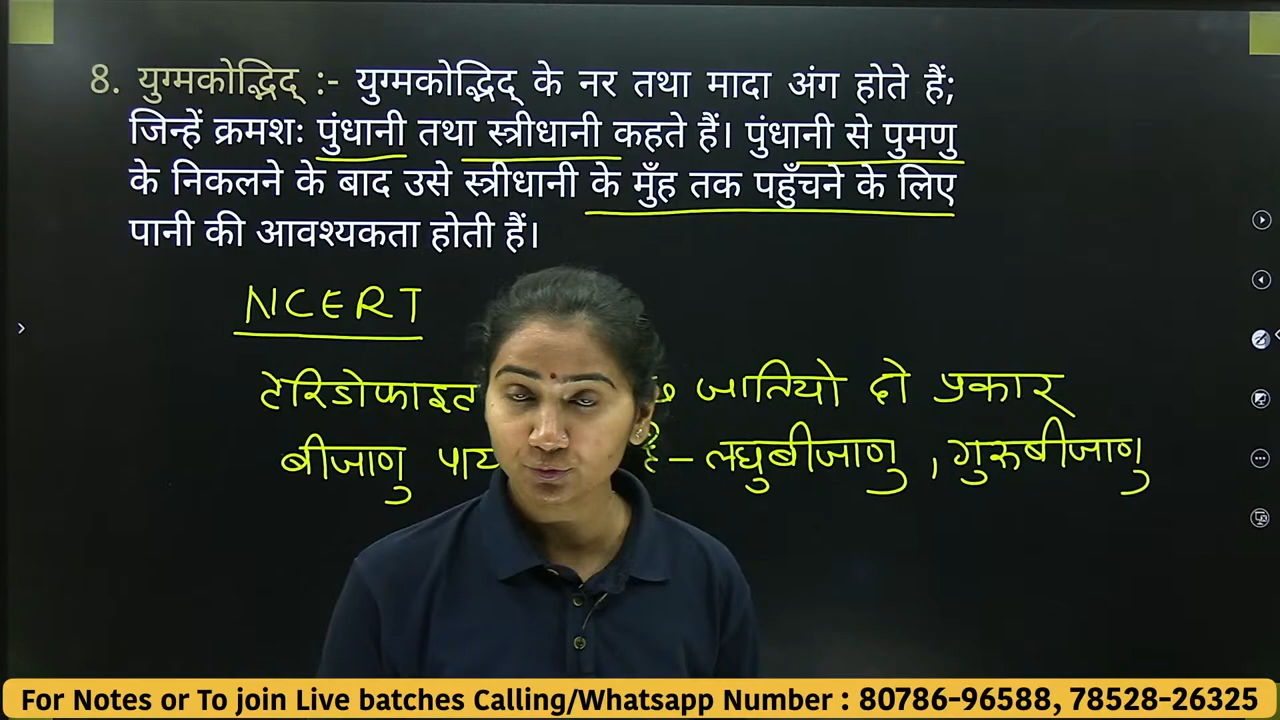 8. युग्मकोद्भिद् :- युग्मकोद्भिद् के नर तथा मादा अंग होते हैं;
जिन्हें क्रमशः पुंधानी तथा स्त्रीधानी कहते हैं। पुंधानी से पुमणु
के निकलने के बाद उसे स्त्रीधानी के मुँह तक पहुँचने के लिए
पानी की आवश्यकता होती हैं।
NCERT
टेरिडोफाइट जातियो दो प्रकार
बीजाणु है – लघुबीजाणु , गुरुबीजाणु
For Notes or To join Live batches Calling/Whatsapp Number : 80786-96588, 78528-26325